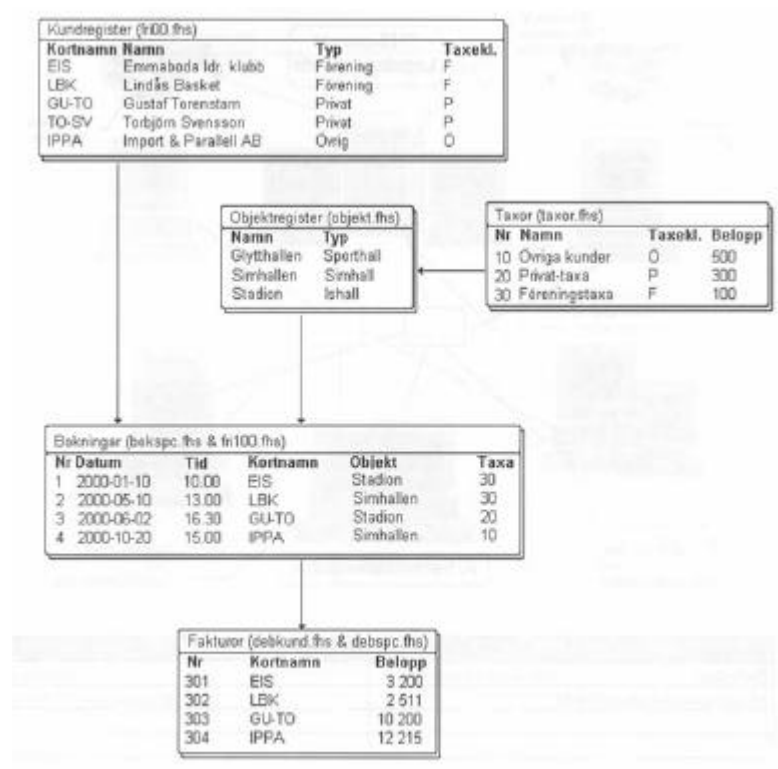 Kundregister (fri00.fhs)
Kortnamn Namn Typ Taxekl.
EIS Emmaboda Idr. klubb Förening F
LBK Lindås Basket Förening F
GU-TO Gustaf Torenstam Privat P
TO-SV Torbjörn Svensson Privat P
IPPA Import & Parallell AB Övrig Ö
Objektregister (objekt.fhs)
Namn Typ
Glytthallen Sporthall
Simhallen Simhall
Stadion Ishall
Taxor (taxor.fhs)
Nr Namn Taxekl. Belopp
10 Övriga kunder Ö 500
20 Privat-taxa P 300
30 Föreningstaxa F 100
Bokningar (bokspc.fhs & fri100.fhs)
Nr Datum Tid Kortnamn Objekt Taxa
1 2000-01-10 10.00 EIS Stadion 30
2 2000-05-10 13.00 LBK Simhallen 30
3 2000-06-02 16.30 GU-TO Stadion 20
4 2000-10-20 15.00 IPPA Simhallen 10
Fakturor (debkund.fhs & debspc.fhs)
Nr Kortnamn Belopp
301 EIS 3 200
302 LBK 2 511
303 GU-TO 10 200
304 IPPA 12 215